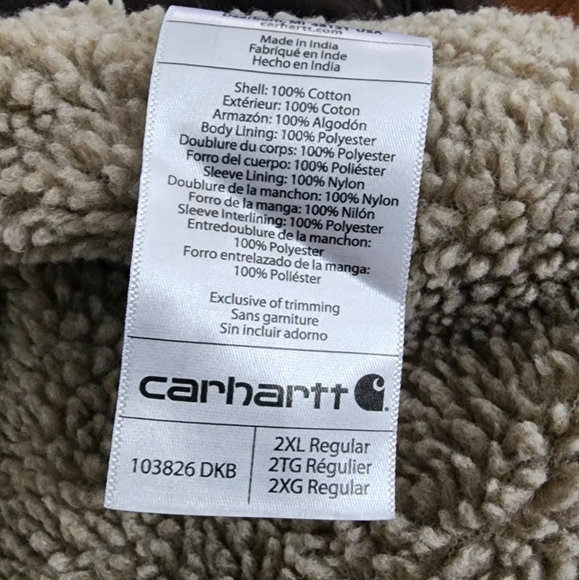 Dearborn, MI 48121 USA
carhartt.com
Made in India
Fabriqué en Inde
Hecho en India
Shell: 100% Cotton
Extérieur: 100% Coton
Armazón: 100% Algodón
Body Lining: 100% Polyester
Doublure du corps: 100% Polyester
Forro del cuerpo: 100% Poliéster
Sleeve Lining: 100% Nylon
Doublure de la manchon: 100% Nylon
Forro de la manga: 100% Nilón
Sleeve Interlining: 100% Polyester
Entredoublure de la manchon:
100% Polyester
Forro entrelazado de la manga:
100% Poliéster
Exclusive of trimming
Sans garniture
Sin incluir adorno
carhartt
103826 DKB
2XL Regular
2TG Régulier
2XG Regular